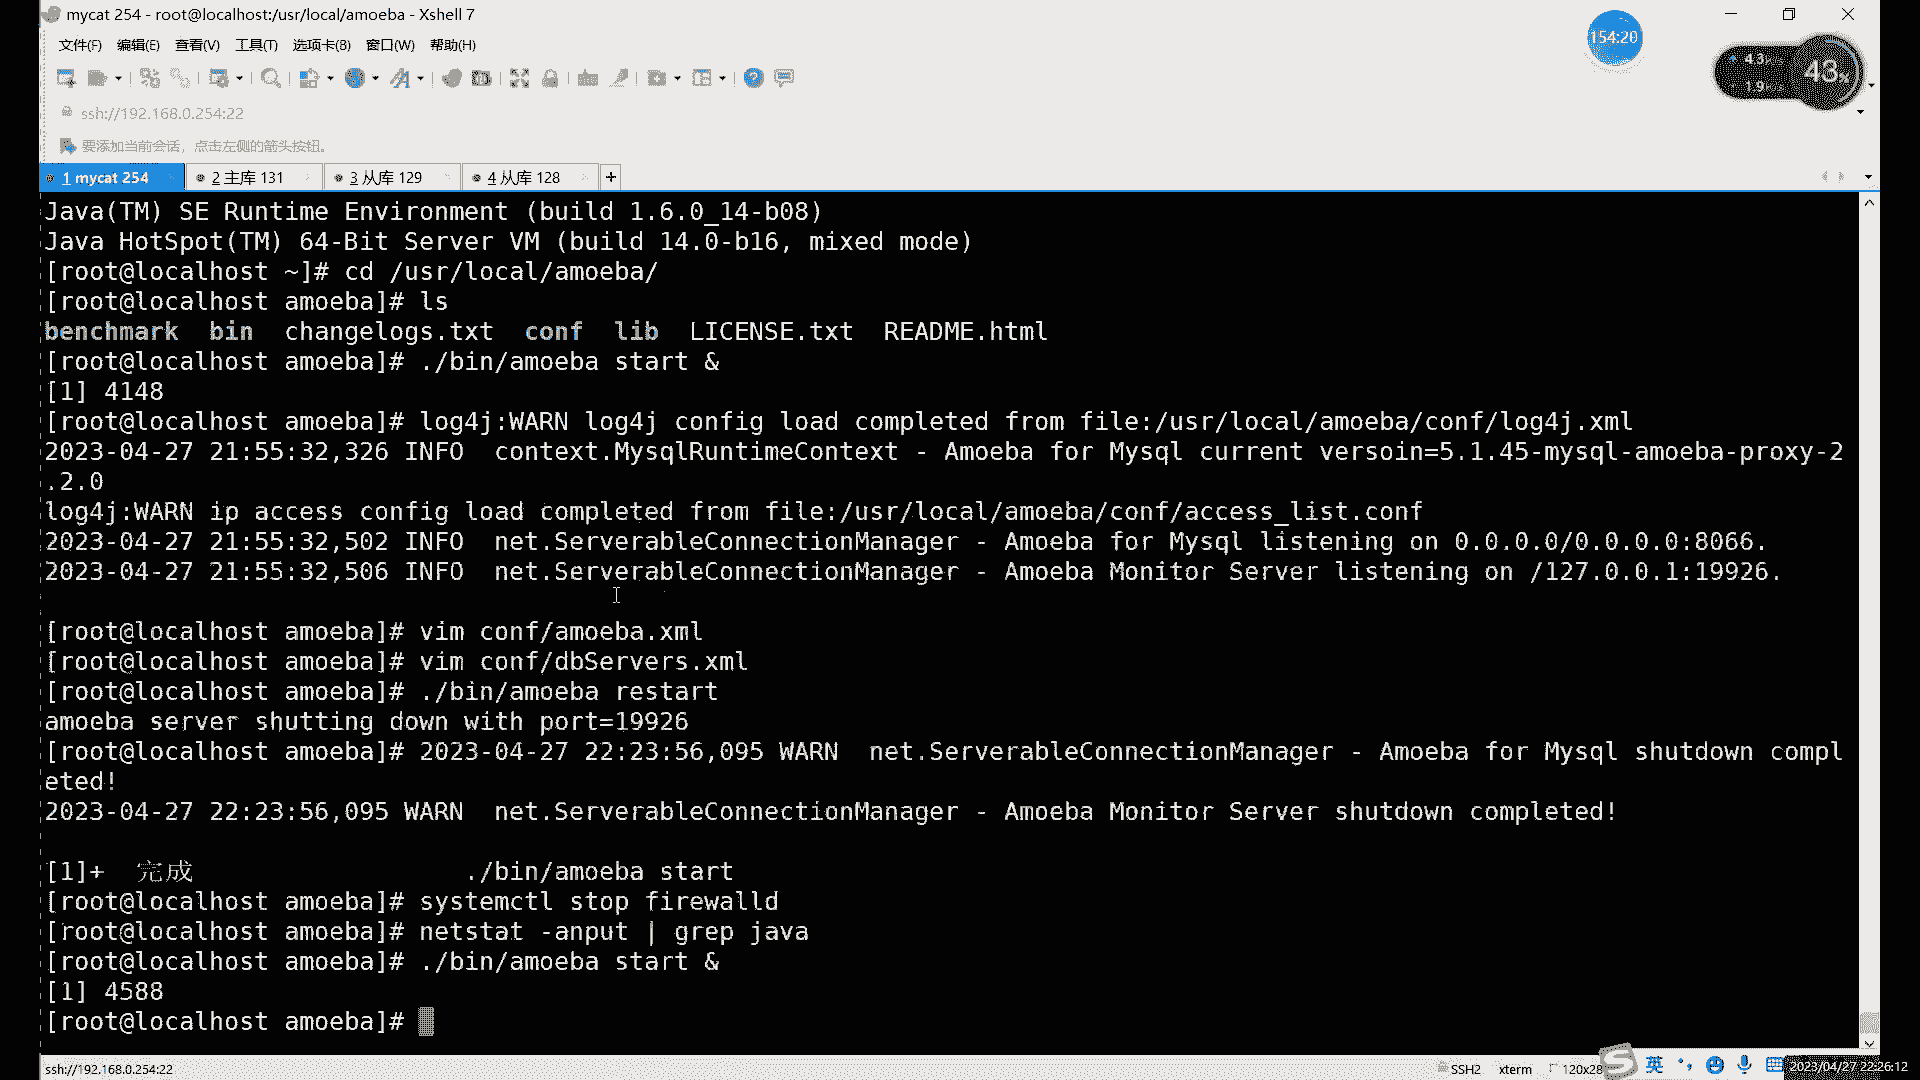 mycat 254 - root@localhost:/usr/local/amoeba - Xshell 7
154:20
文件(F) 编辑(E) 查看(V) 工具(T) 选项卡(B) 窗口(W) 帮助(H)
43%
ssh://192.168.0.254:22
要添加当前会话，点击左侧的箭头按钮。
1 mycat 254 2 主库 131 3 从库 129 4 从库 128 +
Java(TM) SE Runtime Environment (build 1.6.0_14-b08)
Java HotSpot(TM) 64-Bit Server VM (build 14.0-b16, mixed mode)
[root@localhost ~]# cd /usr/local/amoeba/
[root@localhost amoeba]# ls
benchmark bin changelogs.txt conf lib LICENSE.txt README.html
[root@localhost amoeba]# ./bin/amoeba start &
[1] 4148
[root@localhost amoeba]# log4j:WARN log4j config load completed from file:/usr/local/amoeba/conf/log4j.xml
2023-04-27 21:55:32,326 INFO context.MysqlRuntimeContext - Amoeba for Mysql current versoin=5.1.45-mysql-amoeba-proxy-2
.2.0
log4j:WARN ip access config load completed from file:/usr/local/amoeba/conf/access_list.conf
2023-04-27 21:55:32,502 INFO net.ServerableConnectionManager - Amoeba for Mysql listening on 0.0.0.0/0.0.0.0:8066.
2023-04-27 21:55:32,506 INFO net.ServerableConnectionManager - Amoeba Monitor Server listening on /127.0.0.1:19926.
[root@localhost amoeba]# vim conf/amoeba.xml
[root@localhost amoeba]# vim conf/dbServers.xml
[root@localhost amoeba]# ./bin/amoeba restart
amoeba server shutting down with port=19926
[root@localhost amoeba]# 2023-04-27 22:23:56,095 WARN net.ServerableConnectionManager - Amoeba for Mysql shutdown compl
eted!
2023-04-27 22:23:56,095 WARN net.ServerableConnectionManager - Amoeba Monitor Server shutdown completed!
[1]+ 完成 ./bin/amoeba start
[root@localhost amoeba]# systemctl stop firewalld
[root@localhost amoeba]# netstat -anput | grep java
[root@localhost amoeba]# ./bin/amoeba start &
[1] 4588
[root@localhost amoeba]#
ssh://192.168.0.254:22 SSH2 xterm 120x28 英 2023/04/27 22:26:12